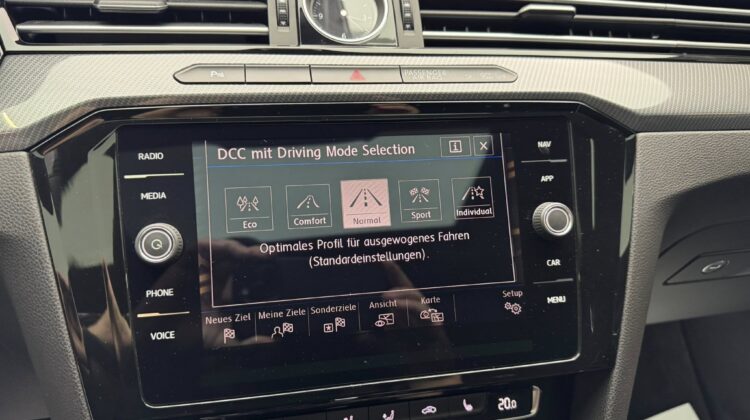 PASSENGER
RADIO
MEDIA
PHONE
VOICE
DCC mit Driving Mode Selection
i
Eco
Comfort
Normal
Sport
Individual
Optimales Profil für ausgewogenes Fahren
(Standardeinstellungen).
Neues Ziel
Meine Ziele
Sonderziele
Ansicht
Karte
Setup
NAV
APP
CAR
MENU
20.0